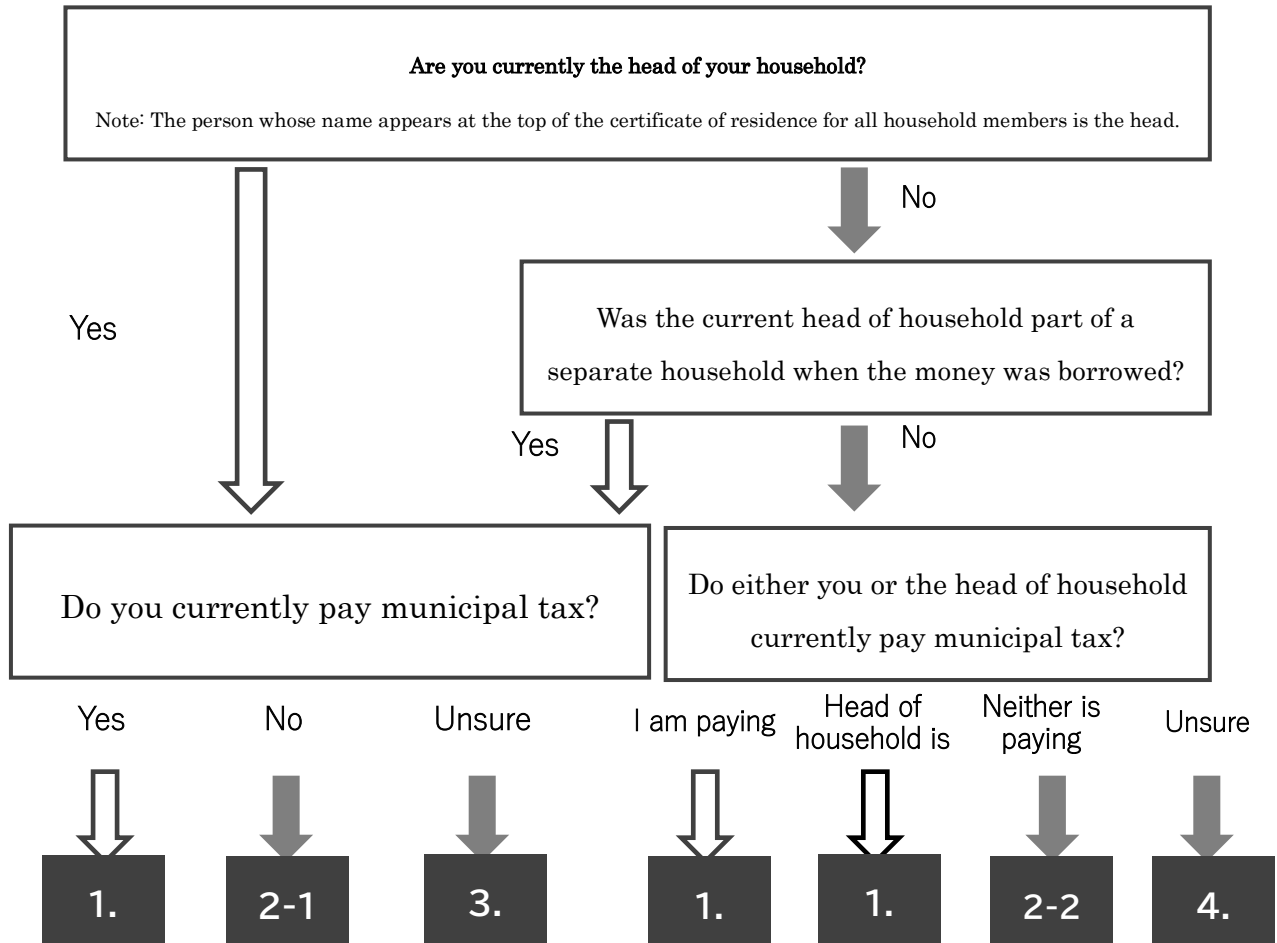 Are you currently the head of your household?
Note: The person whose name appears at the top of the certificate of residence for all household members is the head.
No
Yes
Was the current head of household part of a
separate household when the money was borrowed?
Yes
No
Do you currently pay municipal tax?
Do either you or the head of household
currently pay municipal tax?
Yes
No
Unsure
I am paying
Head of
household is
Neither is
paying
Unsure
1.
2-1
3.
1.
1.
2-2
4.